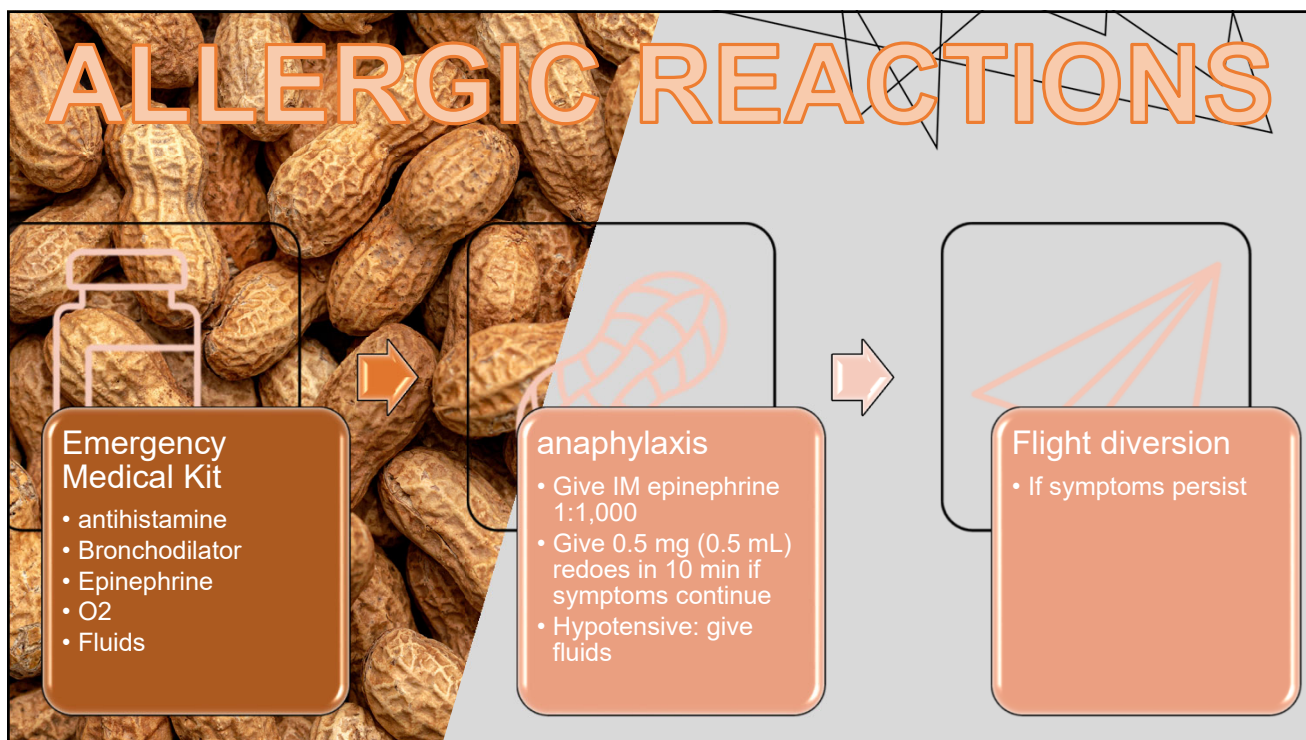 ALLERGIC REACTIONS
Emergency
Medical Kit
• antihistamine
• Bronchodilator
• Epinephrine
• O2
• Fluids
anaphylaxis
• Give IM epinephrine
1:1,000
• Give 0.5 mg (0.5 mL)
redoes in 10 min if
symptoms continue
• Hypotensive: give
fluids
Flight diversion
• If symptoms persist